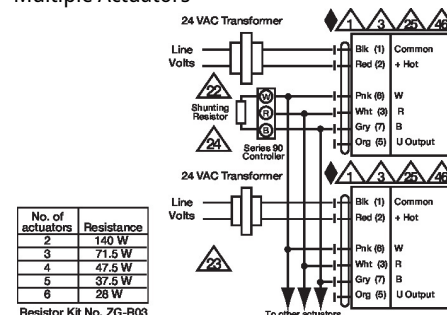 Multiple Actuators
24 VAC Transformer
1 3 25 46
Line
Volts
Blk (1) Common
Red (2) + Hot
22
Shunting
Resistor
W
R
B
Pnk (6) W
Wht (3) R
Gry (7) B
Org (5) U Output
24
Series 90
Controller
24 VAC Transformer
1 3 25 46
Line
Volts
Blk (1) Common
Red (2) + Hot
23
Pnk (6) W
Wht (3) R
Gry (7) B
Org (5) U Output
To other actuators
No. of
actuators Resistance
2 140 W
3 71.5 W
4 47.5 W
5 37.5 W
6 28 W
Resistor Kit No. ZG-R03